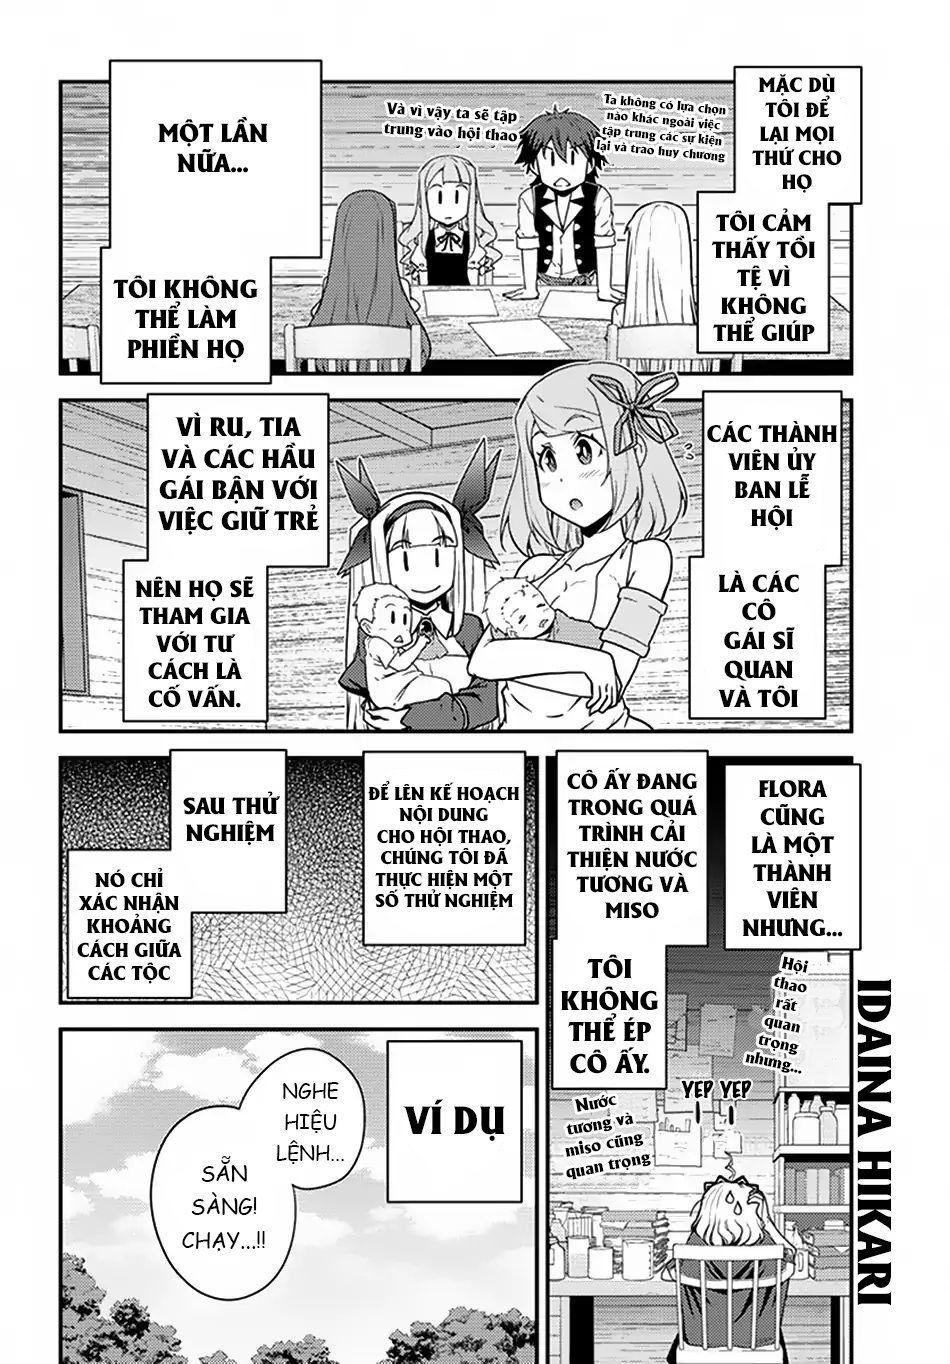 MẶC DÙ
TÔI ĐỂ
LẠI MỌI
THỨ CHO
HỌ
TÔI CẢM
THẤY TỒI
TỆ VÌ
KHÔNG
THỂ GIÚP
Ta không có lựa chọn
nào khác ngoài việc
tập trung các sự kiện
lại và trao huy chương
Và vì vậy ta sẽ tập
trung vào hội thao
MỘT LẦN
NỮA...
TÔI KHÔNG
THỂ LÀM
PHIỀN HỌ
CÁC THÀNH
VIÊN ỦY
BAN LỄ
HỘI
LÀ CÁC
CÔ
GÁI SĨ
QUAN
VÀ TÔI
VÌ RU, TIA
VÀ CÁC HẦU
GÁI BẬN VỚI
VIỆC GIỮ TRẺ
NÊN HỌ SẼ
THAM GIA
VỚI TƯ
CÁCH LÀ
CỐ VẤN.
FLORA
CŨNG
LÀ MỘT
THÀNH
VIÊN
NHƯNG...
CÔ ẤY ĐANG
TRONG QUÁ
TRÌNH CẢI
THIỆN NƯỚC
TƯƠNG VÀ
MISO
TÔI
KHÔNG
THỂ ÉP
CÔ ẤY.
Hội
thao
rất
quan
trọng
nhưng...
YEP YEP
Nước
tương và
miso cũng
quan trọng
ĐỂ LÊN KẾ HOẠCH
NỘI DUNG
CHO HỘI THAO,
CHÚNG TÔI ĐÃ
THỰC HIỆN MỘT
SỐ THỬ NGHIỆM
SAU THỬ
NGHIỆM
NÓ CHỈ
XÁC NHẬN
KHOẢNG
CÁCH GIỮA
CÁC TỘC
VÍ DỤ
NGHE
HIỆU
LỆNH...
SẴN
SÀNG!
CHẠY...!!
IDAINA HIKARI